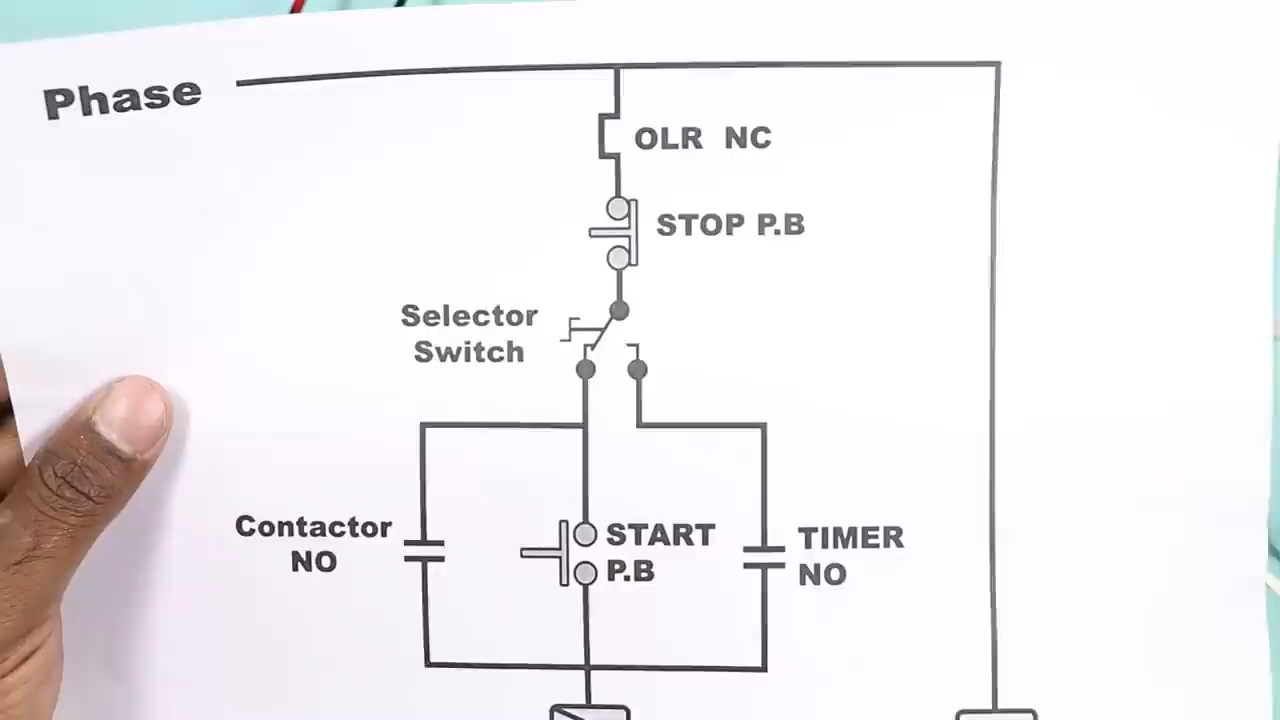 Phase
OLR NC
STOP P.B
Selector
Switch
Contactor
NO
START
P.B
TIMER
NO